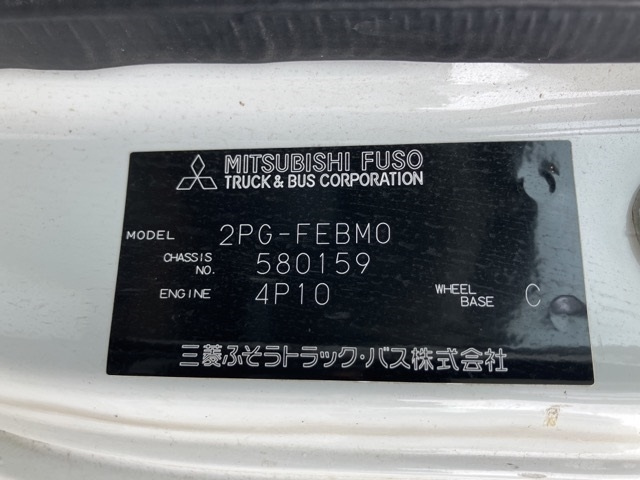 MITSUBISHI FUSO
TRUCK & BUS CORPORATION
MODEL 2PG-FEBM0
CHASSIS NO. 580159
ENGINE 4P10 WHEEL BASE C
三菱ふそうトラック・バス株式会社